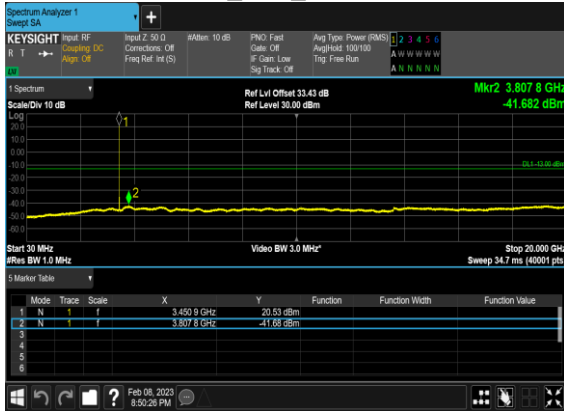 Spectrum Analyzer 1
Swept SA
+
KEYSIGHT Input: RF Input Z: 50 Ω #Atten: 10 dB PNO: Fast Avg Type: Power (RMS) 1 2 3 4 5 6
R T Coupling: DC Corrections: Off Gate: Off Avg|Hold: 100/100 A W W W W W
Align: Off Freq Ref: Int (S) IF Gain: Low Trig: Free Run
Sig Track: Off A N N N N N
1 Spectrum Ref Lvl Offset 33.43 dB Mkr2 3.807 8 GHz
Scale/Div 10 dB Ref Level 30.00 dBm -41.682 dBm
Log
20.0
1
10.0
0.00
-10.0
DL1 -13.00 dBm
-20.0
-30.0
2
-40.0
-50.0
-60.0
Start 30 MHz Video BW 3.0 MHz* Stop 20.000 GHz
#Res BW 1.0 MHz Sweep 34.7 ms (40001 pts)
5 Marker Table
Mode Trace Scale X Y Function Function Width Function Value
1 N 1 f 3.450 9 GHz 20.53 dBm
2 N 1 f 3.807 8 GHz -41.68 dBm
3
4
5
6
? Feb 08, 2023
8:50:26 PM